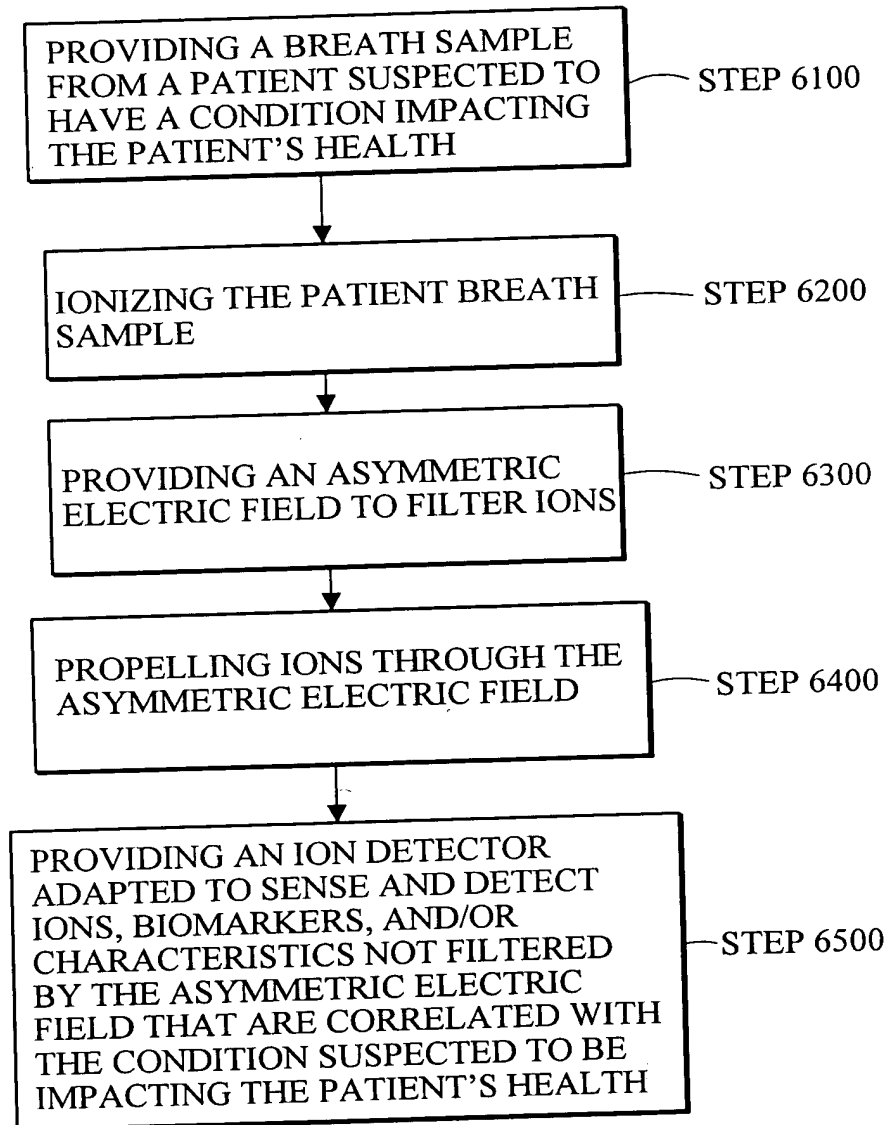 PROVIDING A BREATH SAMPLE
FROM A PATIENT SUSPECTED TO
HAVE A CONDITION IMPACTING
THE PATIENT'S HEALTH
STEP 6100
IONIZING THE PATIENT BREATH
SAMPLE
STEP 6200
PROVIDING AN ASYMMETRIC
ELECTRIC FIELD TO FILTER IONS
STEP 6300
PROPELLING IONS THROUGH THE
ASYMMETRIC ELECTRIC FIELD
STEP 6400
PROVIDING AN ION DETECTOR
ADAPTED TO SENSE AND DETECT
IONS, BIOMARKERS, AND/OR
CHARACTERISTICS NOT FILTERED
BY THE ASYMMETRIC ELECTRIC
FIELD THAT ARE CORRELATED WITH
THE CONDITION SUSPECTED TO BE
IMPACTING THE PATIENT'S HEALTH
STEP 6500